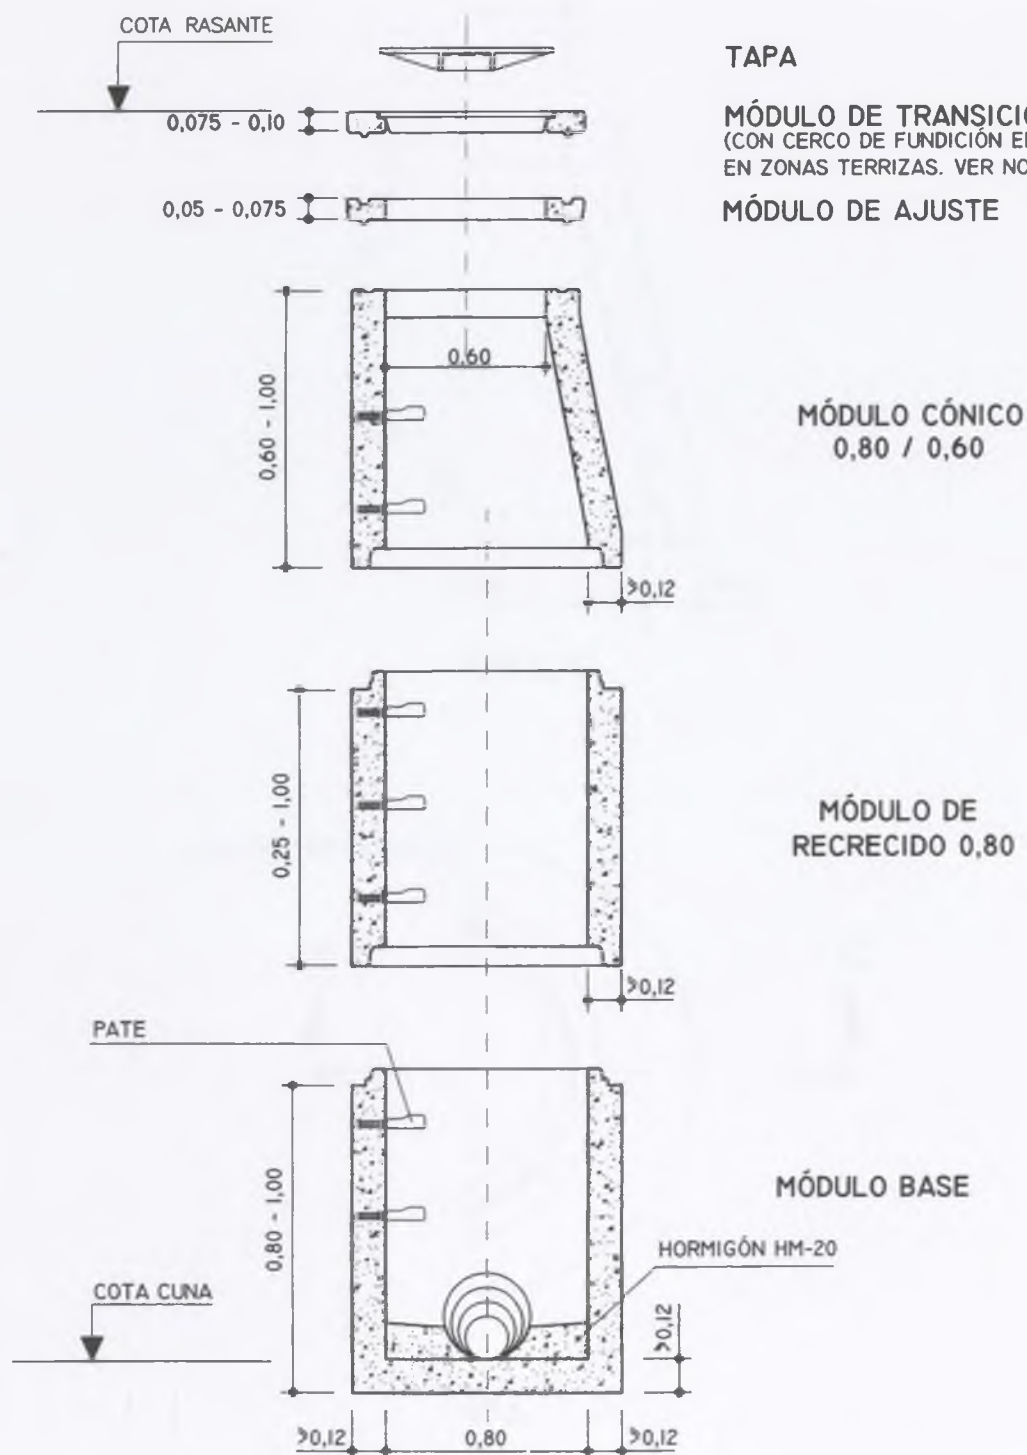 COTA RASANTE
TAPA
0,075 - 0,10
MÓDULO DE TRANSICIÓ
(CON CERCO DE FUNDICIÓN E
EN ZONAS TERRIZAS. VER NO
0,05 - 0,075
MÓDULO DE AJUSTE
0,60
0,60 - 1,00
MÓDULO CÓNICO
0,80 / 0,60
≥0,12
0,25 - 1,00
MÓDULO DE
RECRECIDO 0,80
≥0,12
PATE
0,80 - 1,00
MÓDULO BASE
HORMIGÓN HM-20
COTA CUNA
≥0,12
≥0,12
0,80
≥0,12